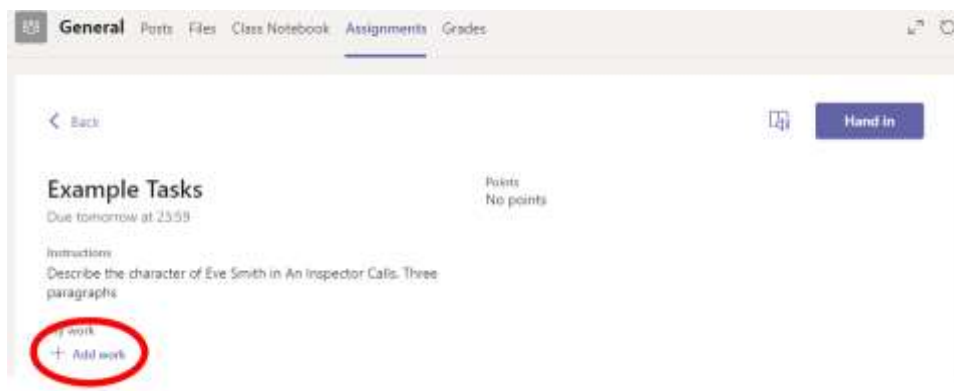 General Posts Files Class Notebook Assignments Grades
Back
Hand in
Example Tasks
Points
Due tomorrow at 23:59
No points
Instructions
Describe the character of Eve Smith in An Inspector Calls. Three
paragraphs
work
+ Add work